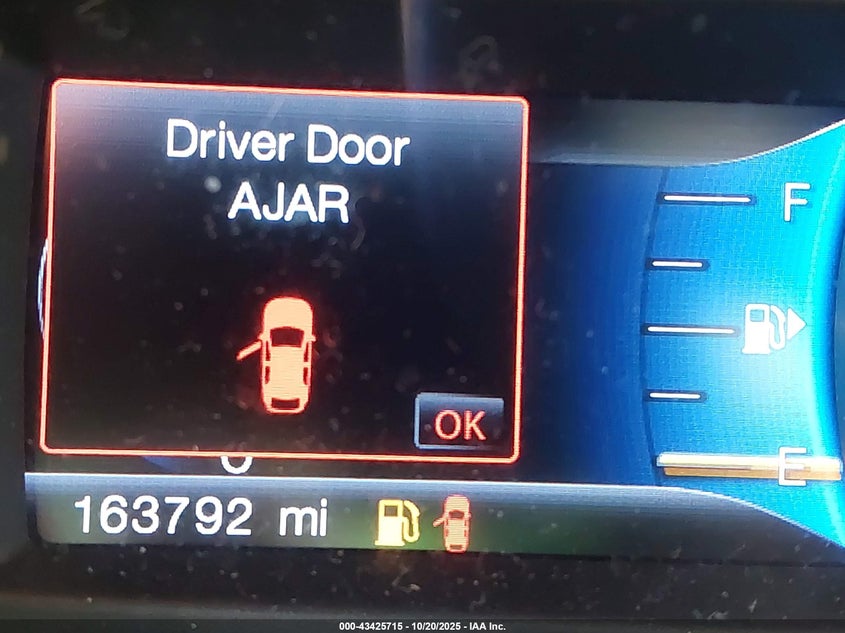 Driver Door
AJAR
OK
F
E
163792 mi
000-43425715 - 10/20/2025 - IAA Inc.